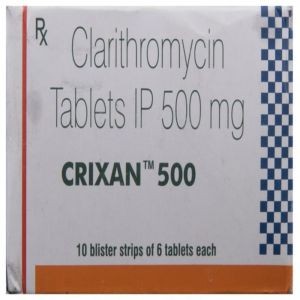 Rx
Clarithromycin
Tablets IP 500 mg
CRIXAN™ 500
10 blister strips of 6 tablets each